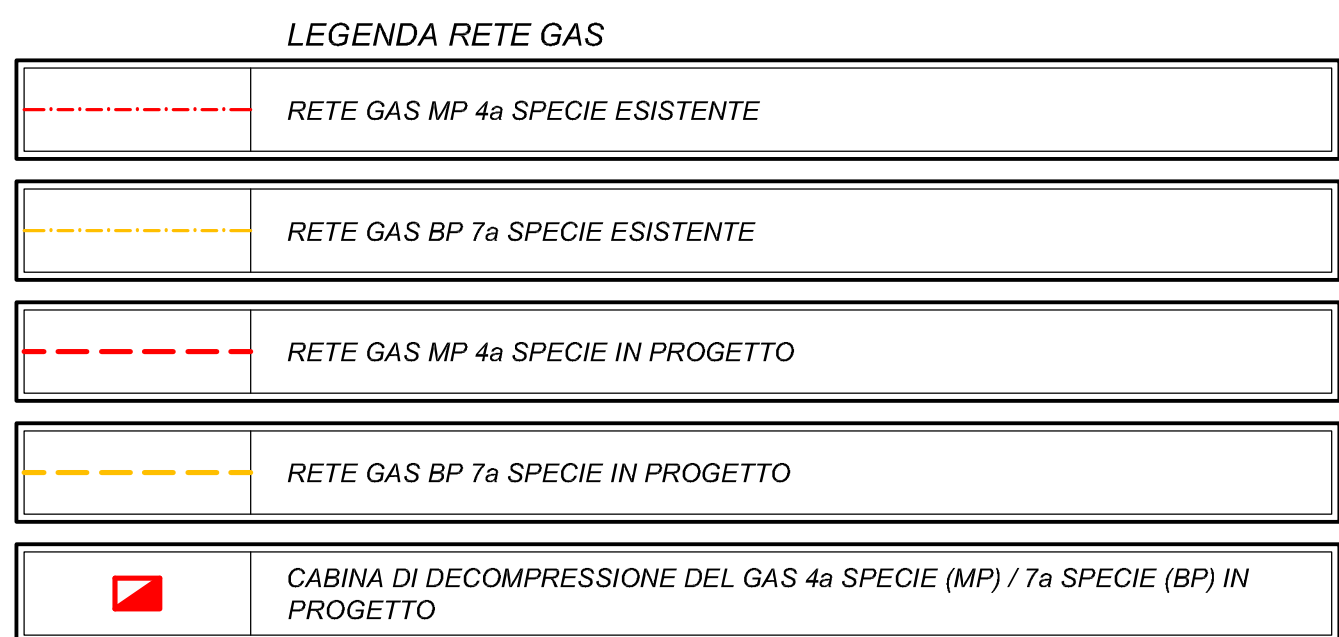 LEGENDA RETE GAS
RETE GAS MP 4a SPECIE ESISTENTE
RETE GAS BP 7a SPECIE ESISTENTE
RETE GAS MP 4a SPECIE IN PROGETTO
RETE GAS BP 7a SPECIE IN PROGETTO
CABINA DI DECOMPRESSIONE DEL GAS 4a SPECIE (MP) / 7a SPECIE (BP) IN
PROGETTO